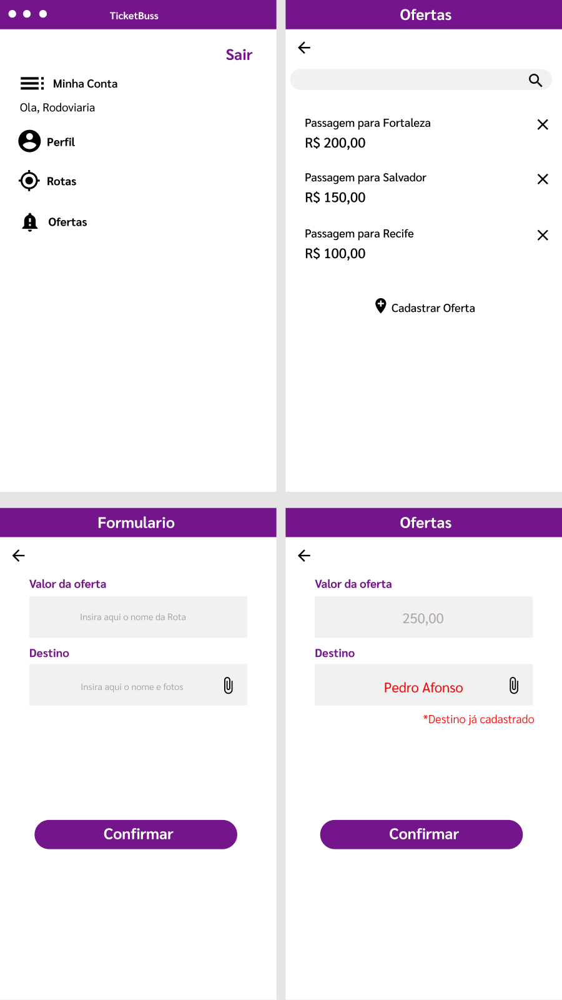 TicketBuss
Sair
Minha Conta
Ola, Rodoviaria
Perfil
Rotas
Ofertas
Ofertas
Passagem para Fortaleza
R$ 200,00
Passagem para Salvador
R$ 150,00
Passagem para Recife
R$ 100,00
Cadastrar Oferta
Formulario
Valor da oferta
Insira aqui o nome da Rota
Destino
Insira aqui o nome e fotos
Confirmar
Ofertas
Valor da oferta
250,00
Destino
Pedro Afonso
*Destino já cadastrado
Confirmar